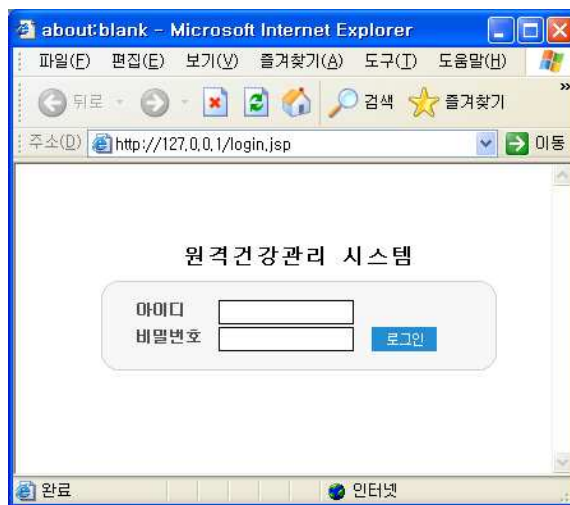 about:blank - Microsoft Internet Explorer
파일(F) 편집(E) 보기(V) 즐겨찾기(A) 도구(T) 도움말(H)
뒤로 검색 즐겨찾기 »
주소(D) http://127.0.0.1/login.jsp 이동
원격건강관리 시스템
아이디
비밀번호 로그인
완료 인터넷